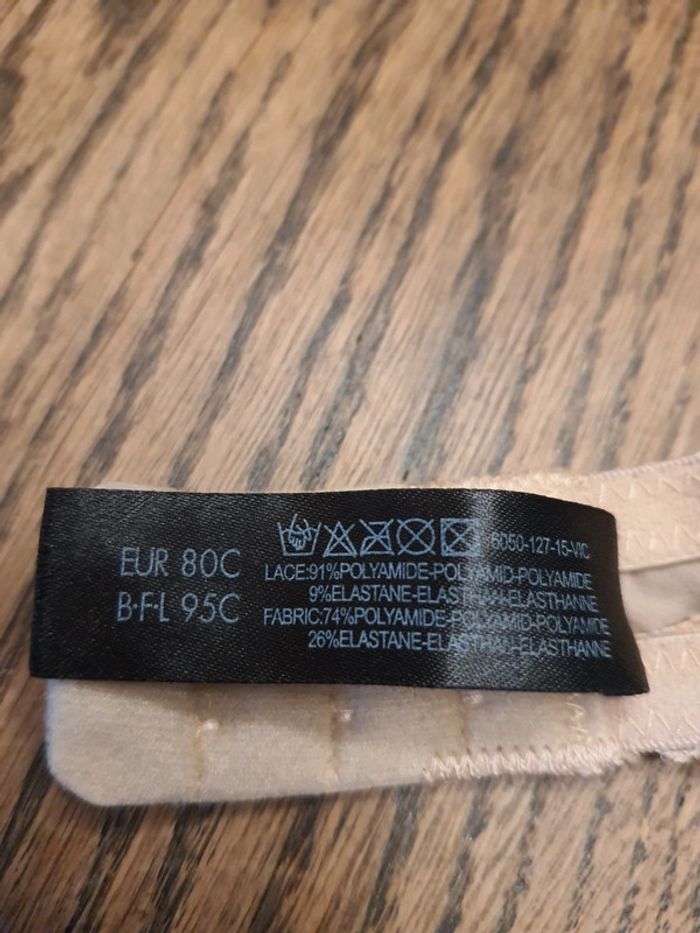 EUR 80C
B·F·L 95C
6050-127-15-VIC
LACE:91%POLYAMIDE-POLYAMID-POLYAMIDE
9%ELASTANE-ELASTHAN-ELASTHANNE
FABRIC:74%POLYAMIDE-POLYAMID-POLYAMIDE
26%ELASTANE-ELASTHAN-ELASTHANNE